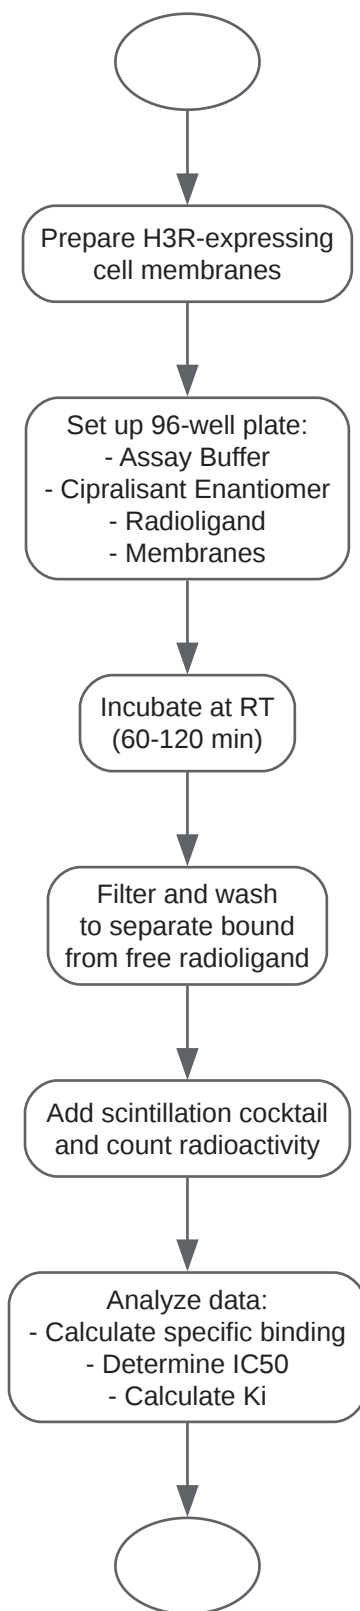 Prepare H3R-expressing
cell membranes
Set up 96-well plate:
- Assay Buffer
- Cipralisant Enantiomer
- Radioligand
- Membranes
Incubate at RT
(60-120 min)
Filter and wash
to separate bound
from free radioligand
Add scintillation cocktail
and count radioactivity
Analyze data:
- Calculate specific binding
- Determine IC50
- Calculate Ki